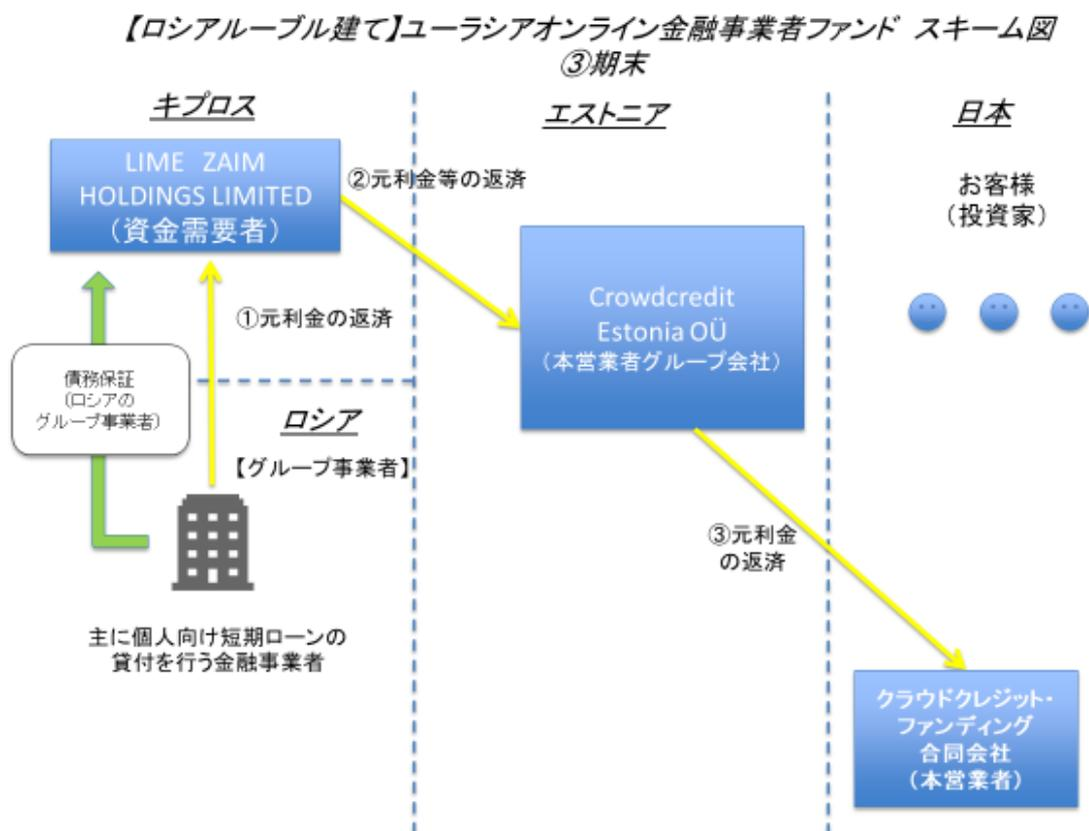 【ロシアルーブル建て】ユーラシアオンライン金融事業者ファンド スキーム図
③期末
キプロス
エストニア
日本
LIME ZAIM
HOLDINGS LIMITED
（資金需要者）
②元利金等の返済
お客様
（投資家）
Crowdcredit
Estonia OÜ
（本営業者グループ会社）
①元利金の返済
債務保証
(ロシアの
グループ事業者)
ロシア
【グループ事業者】
③元利金
の返済
主に個人向け短期ローンの
貸付を行う金融事業者
クラウドクレジット・
ファンディング
合同会社
（本営業者）